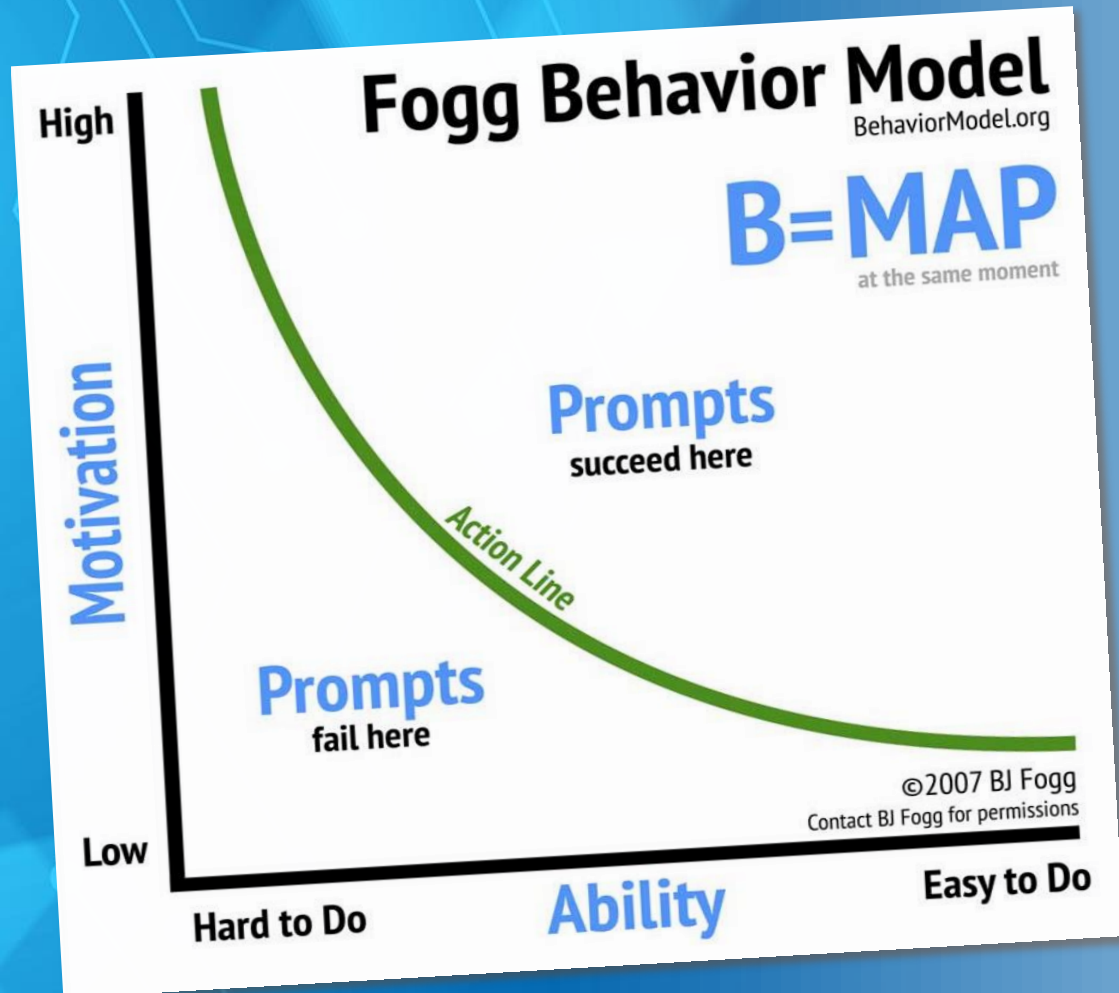 Fogg Behavior Model
BehaviorModel.org
B=MAP
at the same moment
High
Motivation
Low
Prompts
succeed here
Action Line
Prompts
fail here
©2007 BJ Fogg
Contact BJ Fogg for permissions
Hard to Do
Ability
Easy to Do